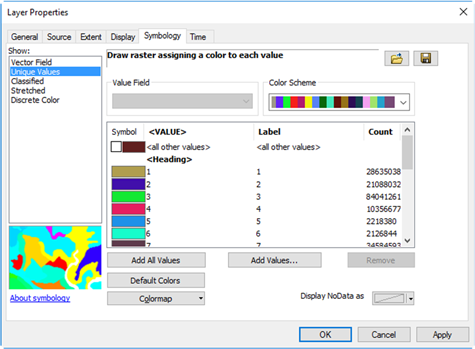 Layer Properties
General Source Extent Display Symbology Time
Show:
Vector Field
Unique Values
Classified
Stretched
Discrete Color
Draw raster assigning a color to each value
Value Field
Color Scheme
Symbol <VALUE> Label Count
<all other values> <all other values>
<Heading>
1 1 28635038
2 2 21088032
3 3 84041261
4 4 10356677
5 5 2218380
6 6 2126844
7 7 34584593
About symbology
Add All Values Add Values... Remove
Default Colors
Colormap Display NoData as
OK Cancel Apply